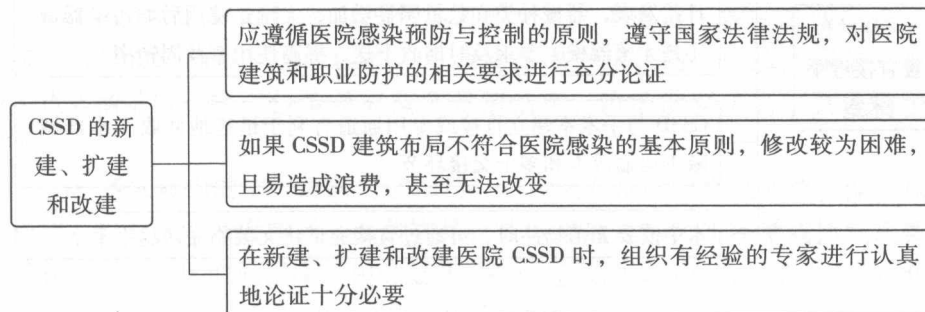 应遵循医院感染预防与控制的原则，遵守国家法律法规，对医院
建筑和职业防护的相关要求进行充分论证
CSSD 的新
建、扩建
和改建
如果 CSSD 建筑布局不符合医院感染的基本原则，修改较为困难，
且易造成浪费，甚至无法改变
在新建、扩建和改建医院 CSSD 时，组织有经验的专家进行认真
地论证十分必要